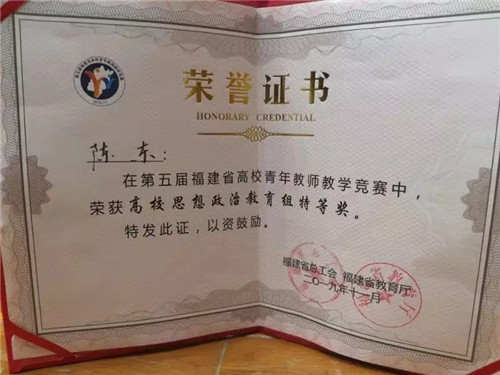 荣誉证书
HONORARY CREDENTIAL
陈东:
在第五届福建省高校青年教师教学竞赛中,
荣获高校思想政治教育组特等奖。
特发此证,以资鼓励。
福建省总工会 福建省教育厅
二〇一九年十一月